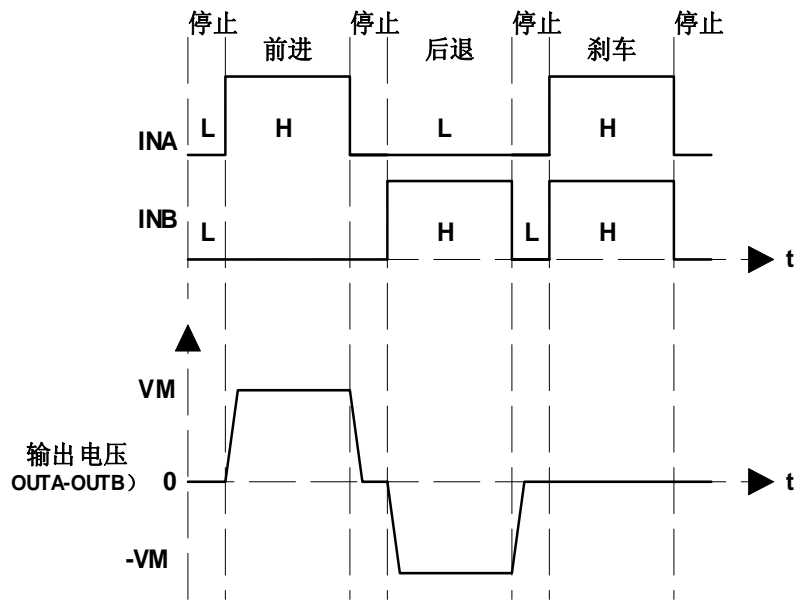 停止 停止 停止 停止
前进 后退 刹车
L H L H
INA
INB
L H L H
t
VM
输出电压
OUTA-OUTB） 0 t
-VM